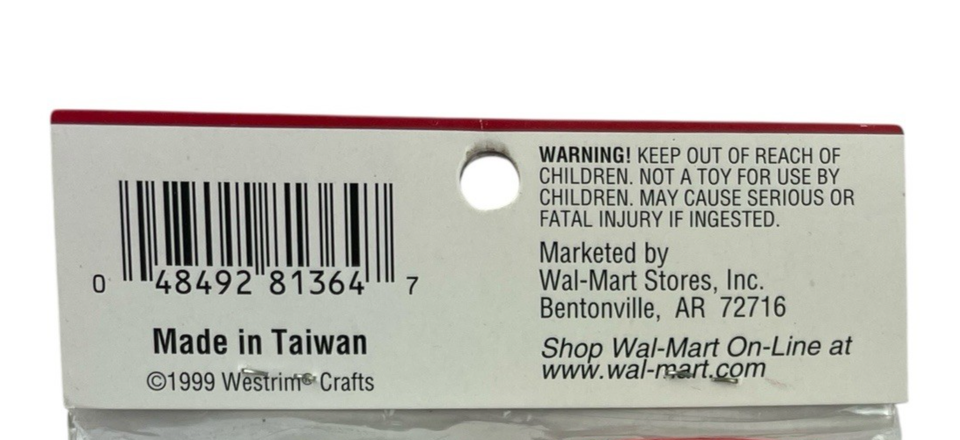 0 48492 81364 7
Made in Taiwan
©1999 Westrim® Crafts
WARNING! KEEP OUT OF REACH OF
CHILDREN. NOT A TOY FOR USE BY
CHILDREN. MAY CAUSE SERIOUS OR
FATAL INJURY IF INGESTED.
Marketed by
Wal-Mart Stores, Inc.
Bentonville, AR 72716
Shop Wal-Mart On-Line at
www.wal-mart.com